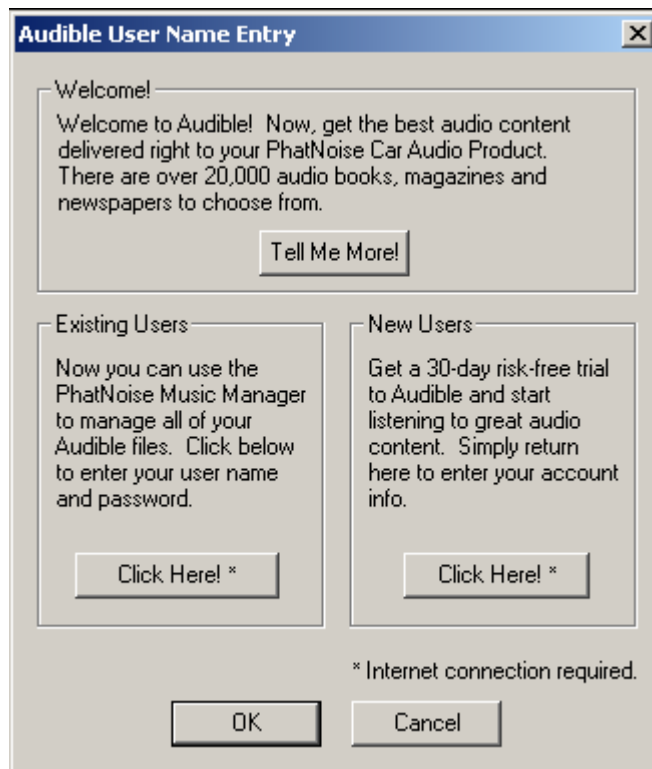 Audible User Name Entry
Welcome!
Welcome to Audible!  Now, get the best audio content
delivered right to your PhatNoise Car Audio Product.
There are over 20,000 audio books, magazines and
newspapers to choose from.
Tell Me More!
Existing Users
Now you can use the
PhatNoise Music Manager
to manage all of your
Audible files.  Click below
to enter your user name
and password.
Click Here! *
New Users
Get a 30-day risk-free trial
to Audible and start
listening to great audio
content.  Simply return
here to enter your account
info.
Click Here! *
* Internet connection required.
OK
Cancel